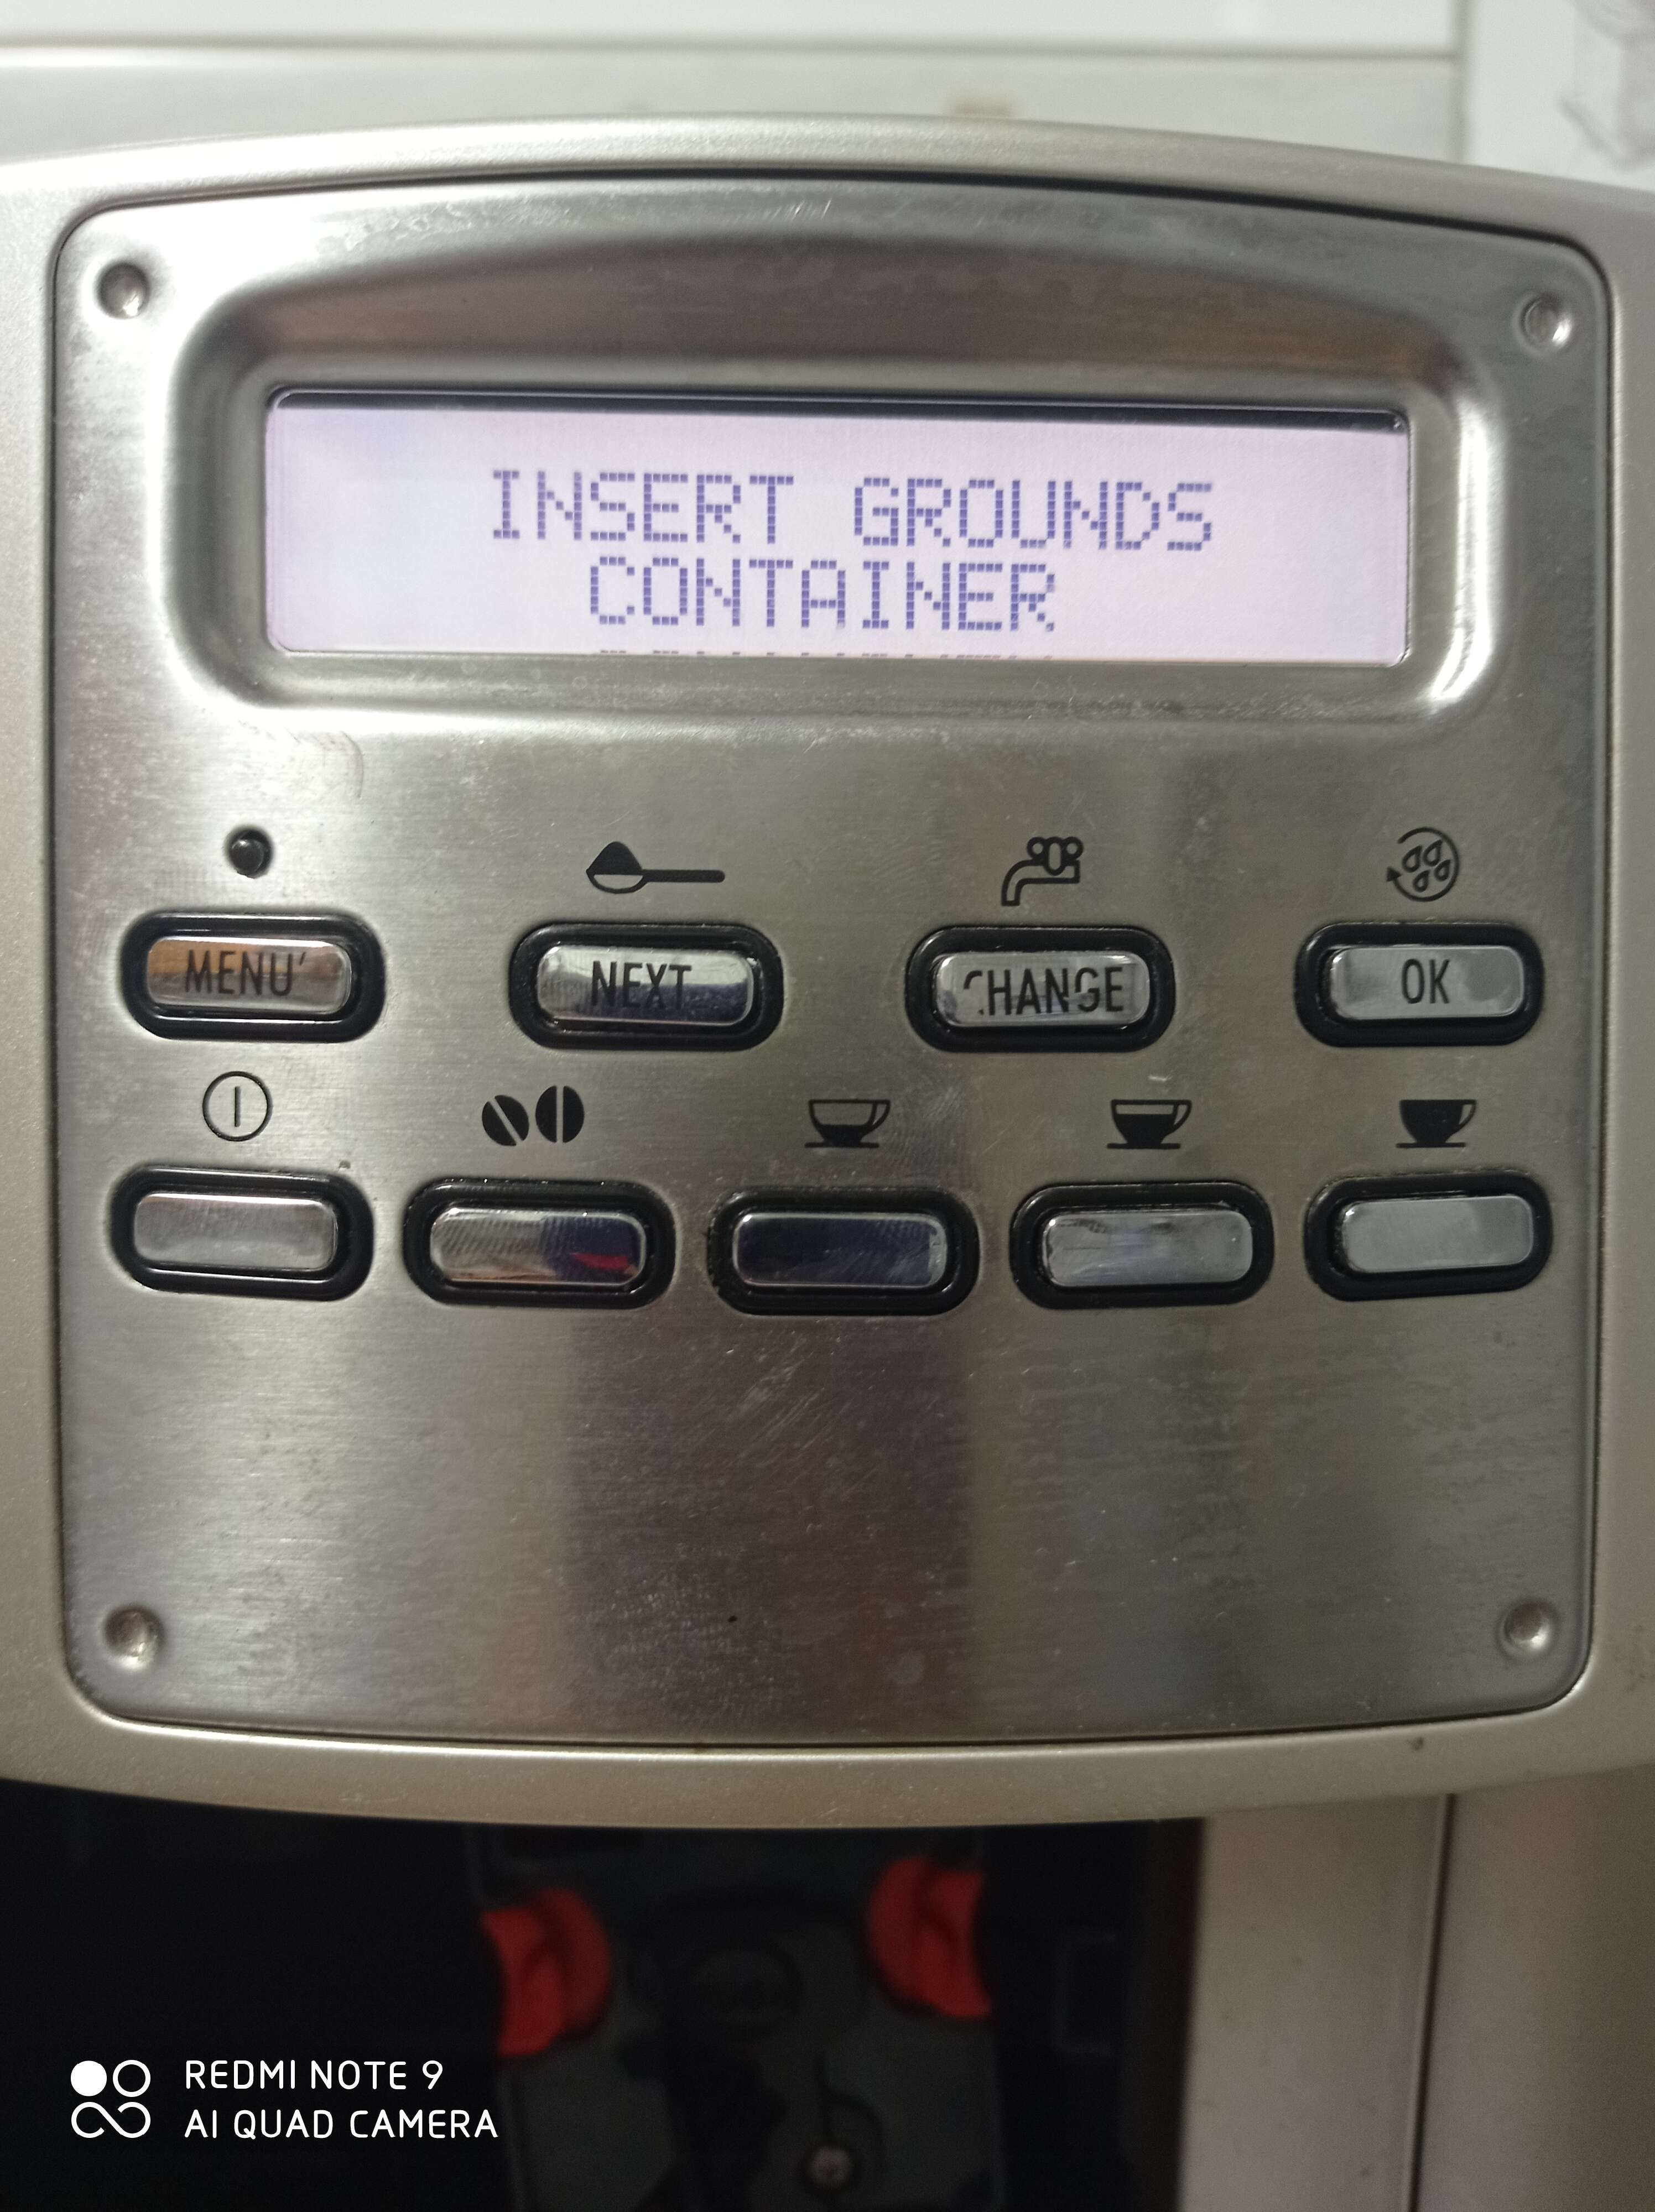 INSERT GROUNDS
CONTAINER
MENU'
NEXT
CHANGE
OK
REDMI NOTE 9
AI QUAD CAMERA